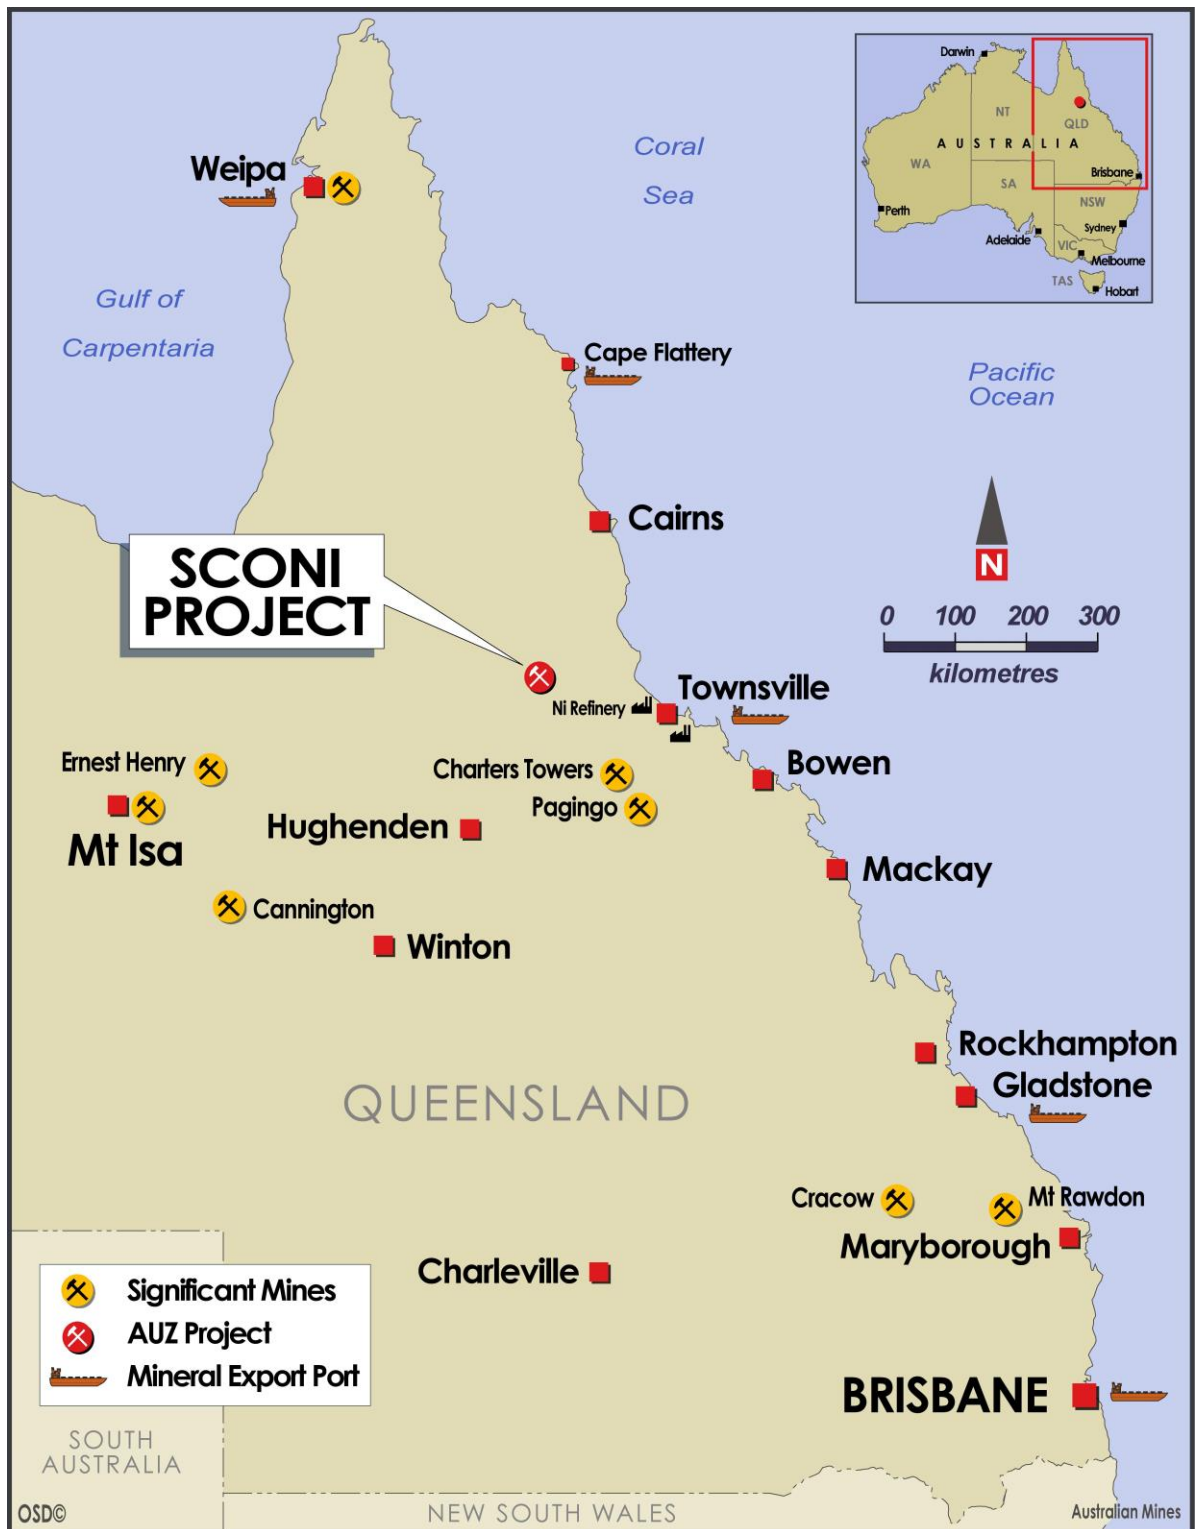 Darwin
NT
QLD
AUSTRALIA
WA
SA
Brisbane
NSW
Perth
Sydney
Adelaide
VIC
Melbourne
TAS
Hobart
Coral
Sea
Weipa
Gulf of
Carpentaria
Cape Flattery
Pacific
Ocean
Cairns
N
SCONI
PROJECT
0 100 200 300
kilometres
Townsville
Ni Refinery
Ernest Henry
Charters Towers
Bowen
Pagingo
Hughenden
Mt Isa
Mackay
Cannington
Winton
Rockhampton
Gladstone
QUEENSLAND
Cracow
Mt Rawdon
Maryborough
Charleville
Significant Mines
AUZ Project
Mineral Export Port
BRISBANE
SOUTH
AUSTRALIA
NEW SOUTH WALES
OSD©
Australian Mines